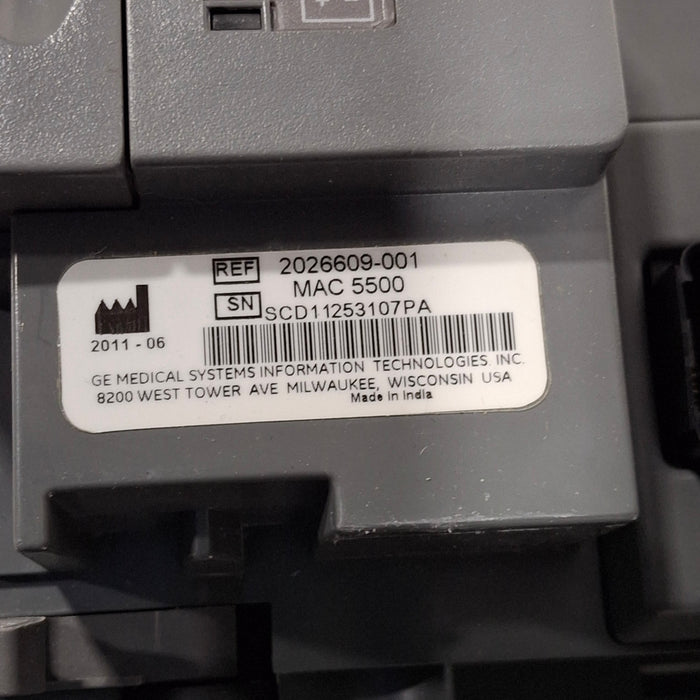 REF 2026609-001
MAC 5500
SN SCD11253107PA
2011 - 06
GE MEDICAL SYSTEMS INFORMATION TECHNOLOGIES, INC.
8200 WEST TOWER AVE MILWAUKEE, WISCONSIN USA
Made in India